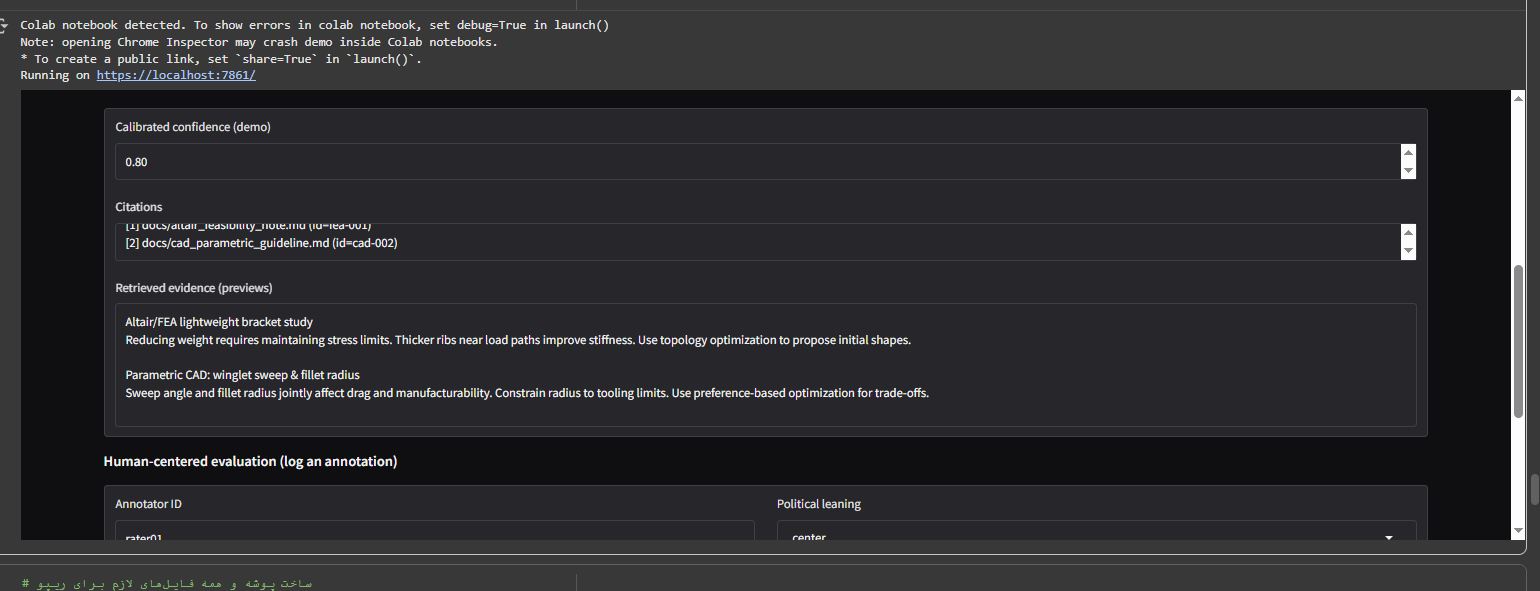 Colab notebook detected. To show errors in colab notebook, set debug=True in launch()
Note: opening Chrome Inspector may crash demo inside Colab notebooks.
* To create a public link, set `share=True` in `launch()`.
Running on https://localhost:7861/
Calibrated confidence (demo)
0.80
Citations
[1] docs/altair_feasibility_note.md (id=fea-001)
[2] docs/cad_parametric_guideline.md (id=cad-002)
Retrieved evidence (previews)
Altair/FEA lightweight bracket study
Reducing weight requires maintaining stress limits. Thicker ribs near load paths improve stiffness. Use topology optimization to propose initial shapes.
Parametric CAD: winglet sweep & fillet radius
Sweep angle and fillet radius jointly affect drag and manufacturability. Constrain radius to tooling limits. Use preference-based optimization for trade-offs.
Human-centered evaluation (log an annotation)
Annotator ID
Political leaning
rater01
center
# ساخت پوشه و همه فایل‌های لازم برای ریپو